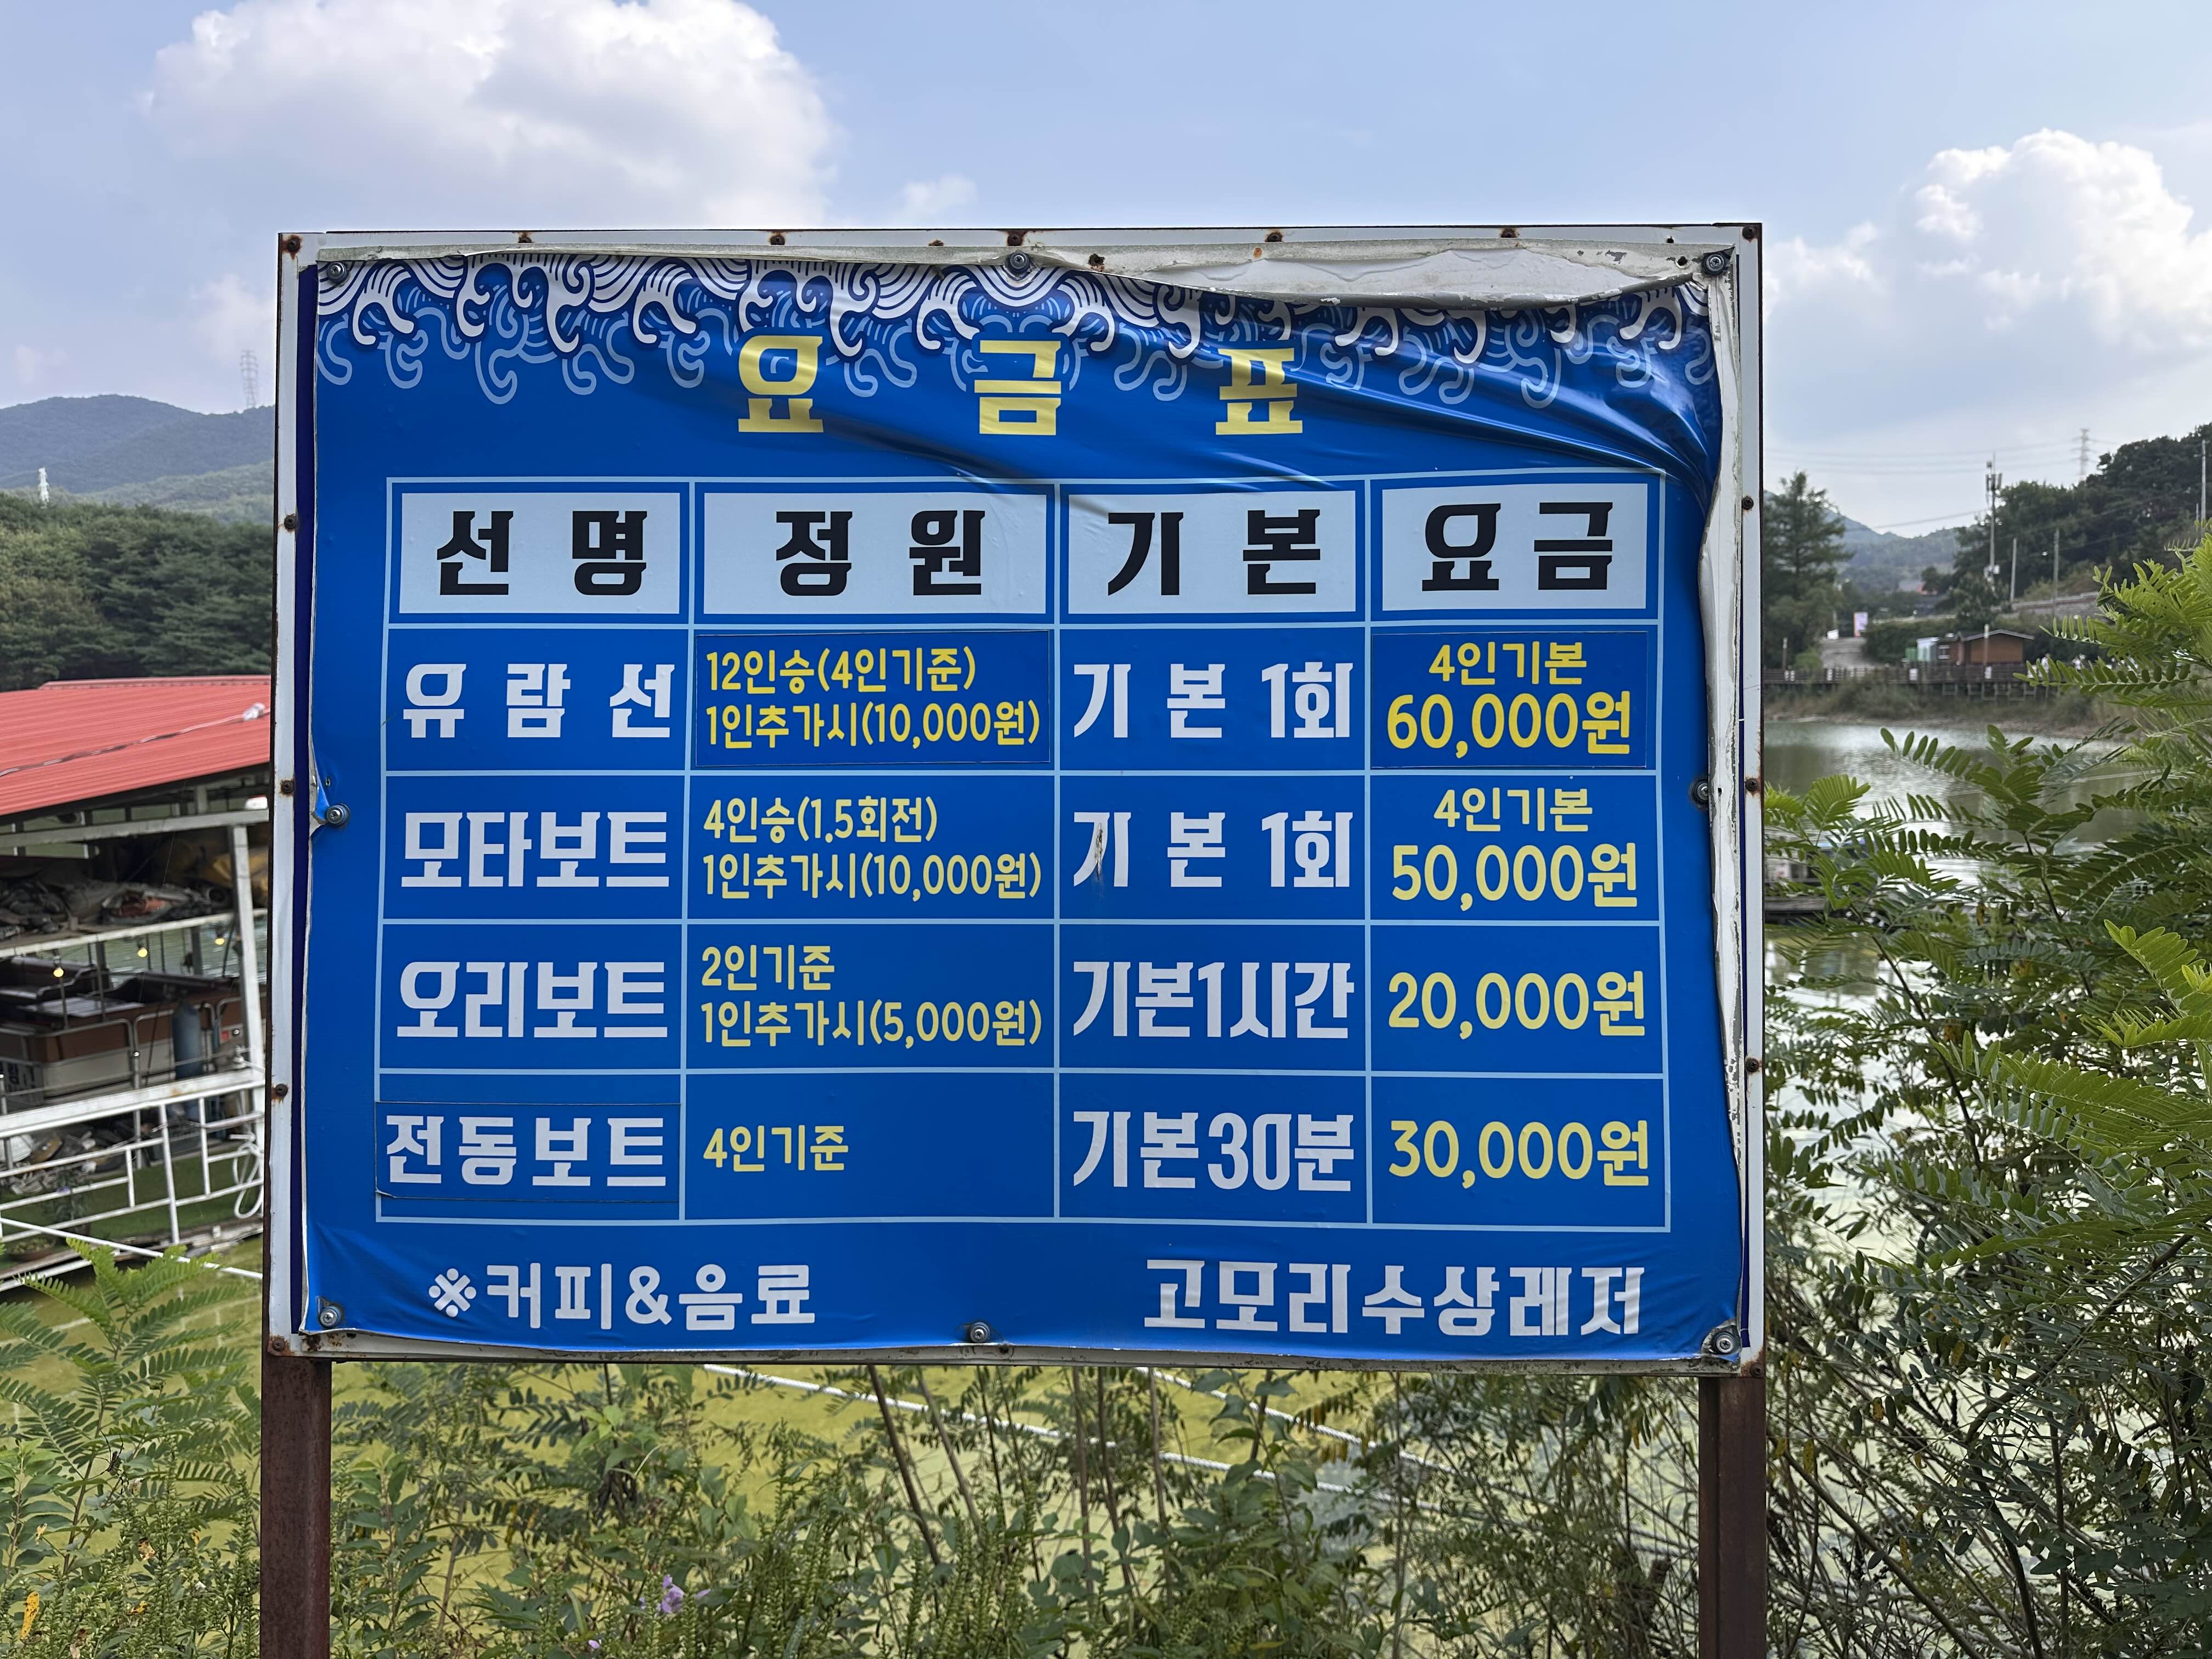 요 금 표
선 명 정 원 기 본 요금
유 람 선
12인승(4인기준)
1인추가시(10,000원)
기 본 1회
4인기본
60,000원
모타보트
4인승(1.5회전)
1인추가시(10,000원)
기 본 1회
4인기본
50,000원
오리보트
2인기준
1인추가시(5,000원)
기본1시간
20,000원
전동보트
4인기준
기본30분
30,000원
※커피&음료
고모리수상레저